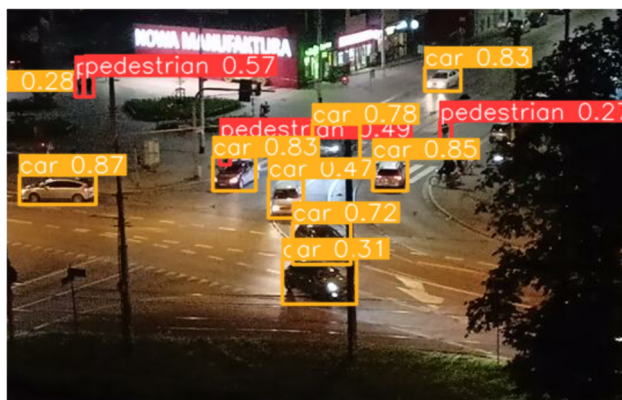 NOWA MANUFAKTURA
car 0.83
pedestrian 0.57
0.28
car 0.78
pedestrian 0.27
pedestrian 0.49
car 0.83
car 0.85
car 0.87
car 0.47
car 0.72
car 0.31